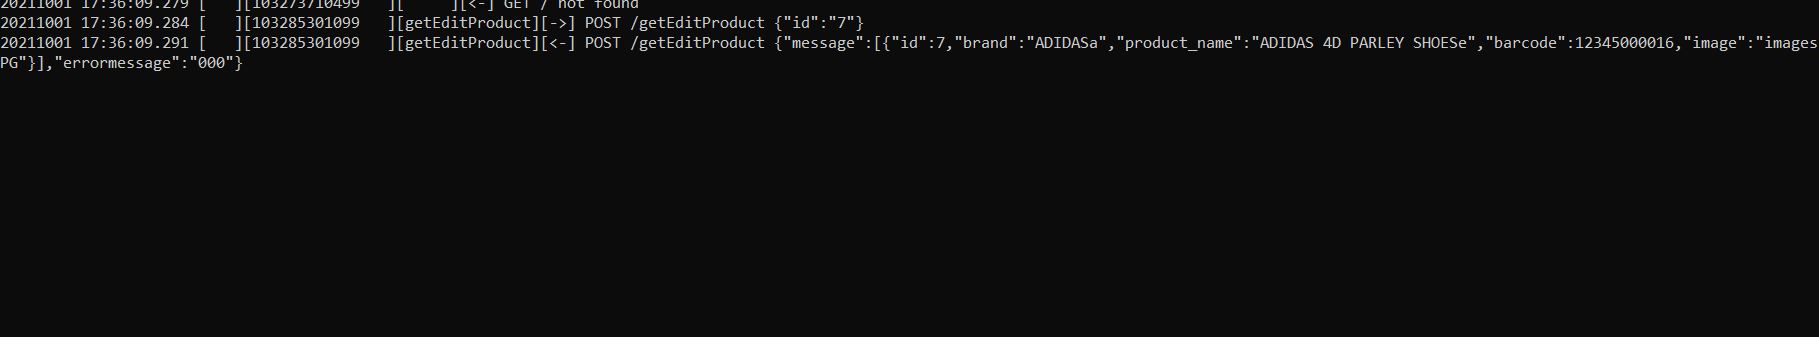 20211001 17:36:09.279 [   ][103273710499   ][     ][<-] GET / not found
20211001 17:36:09.284 [   ][103285301099   ][getEditProduct][->] POST /getEditProduct {"id":"7"}
20211001 17:36:09.291 [   ][103285301099   ][getEditProduct][<-] POST /getEditProduct {"message":[{"id":7,"brand":"ADIDASa","product_name":"ADIDAS 4D PARLEY SHOESe","barcode":12345000016,"image":"images
PG"}],"errormessage":"000"}